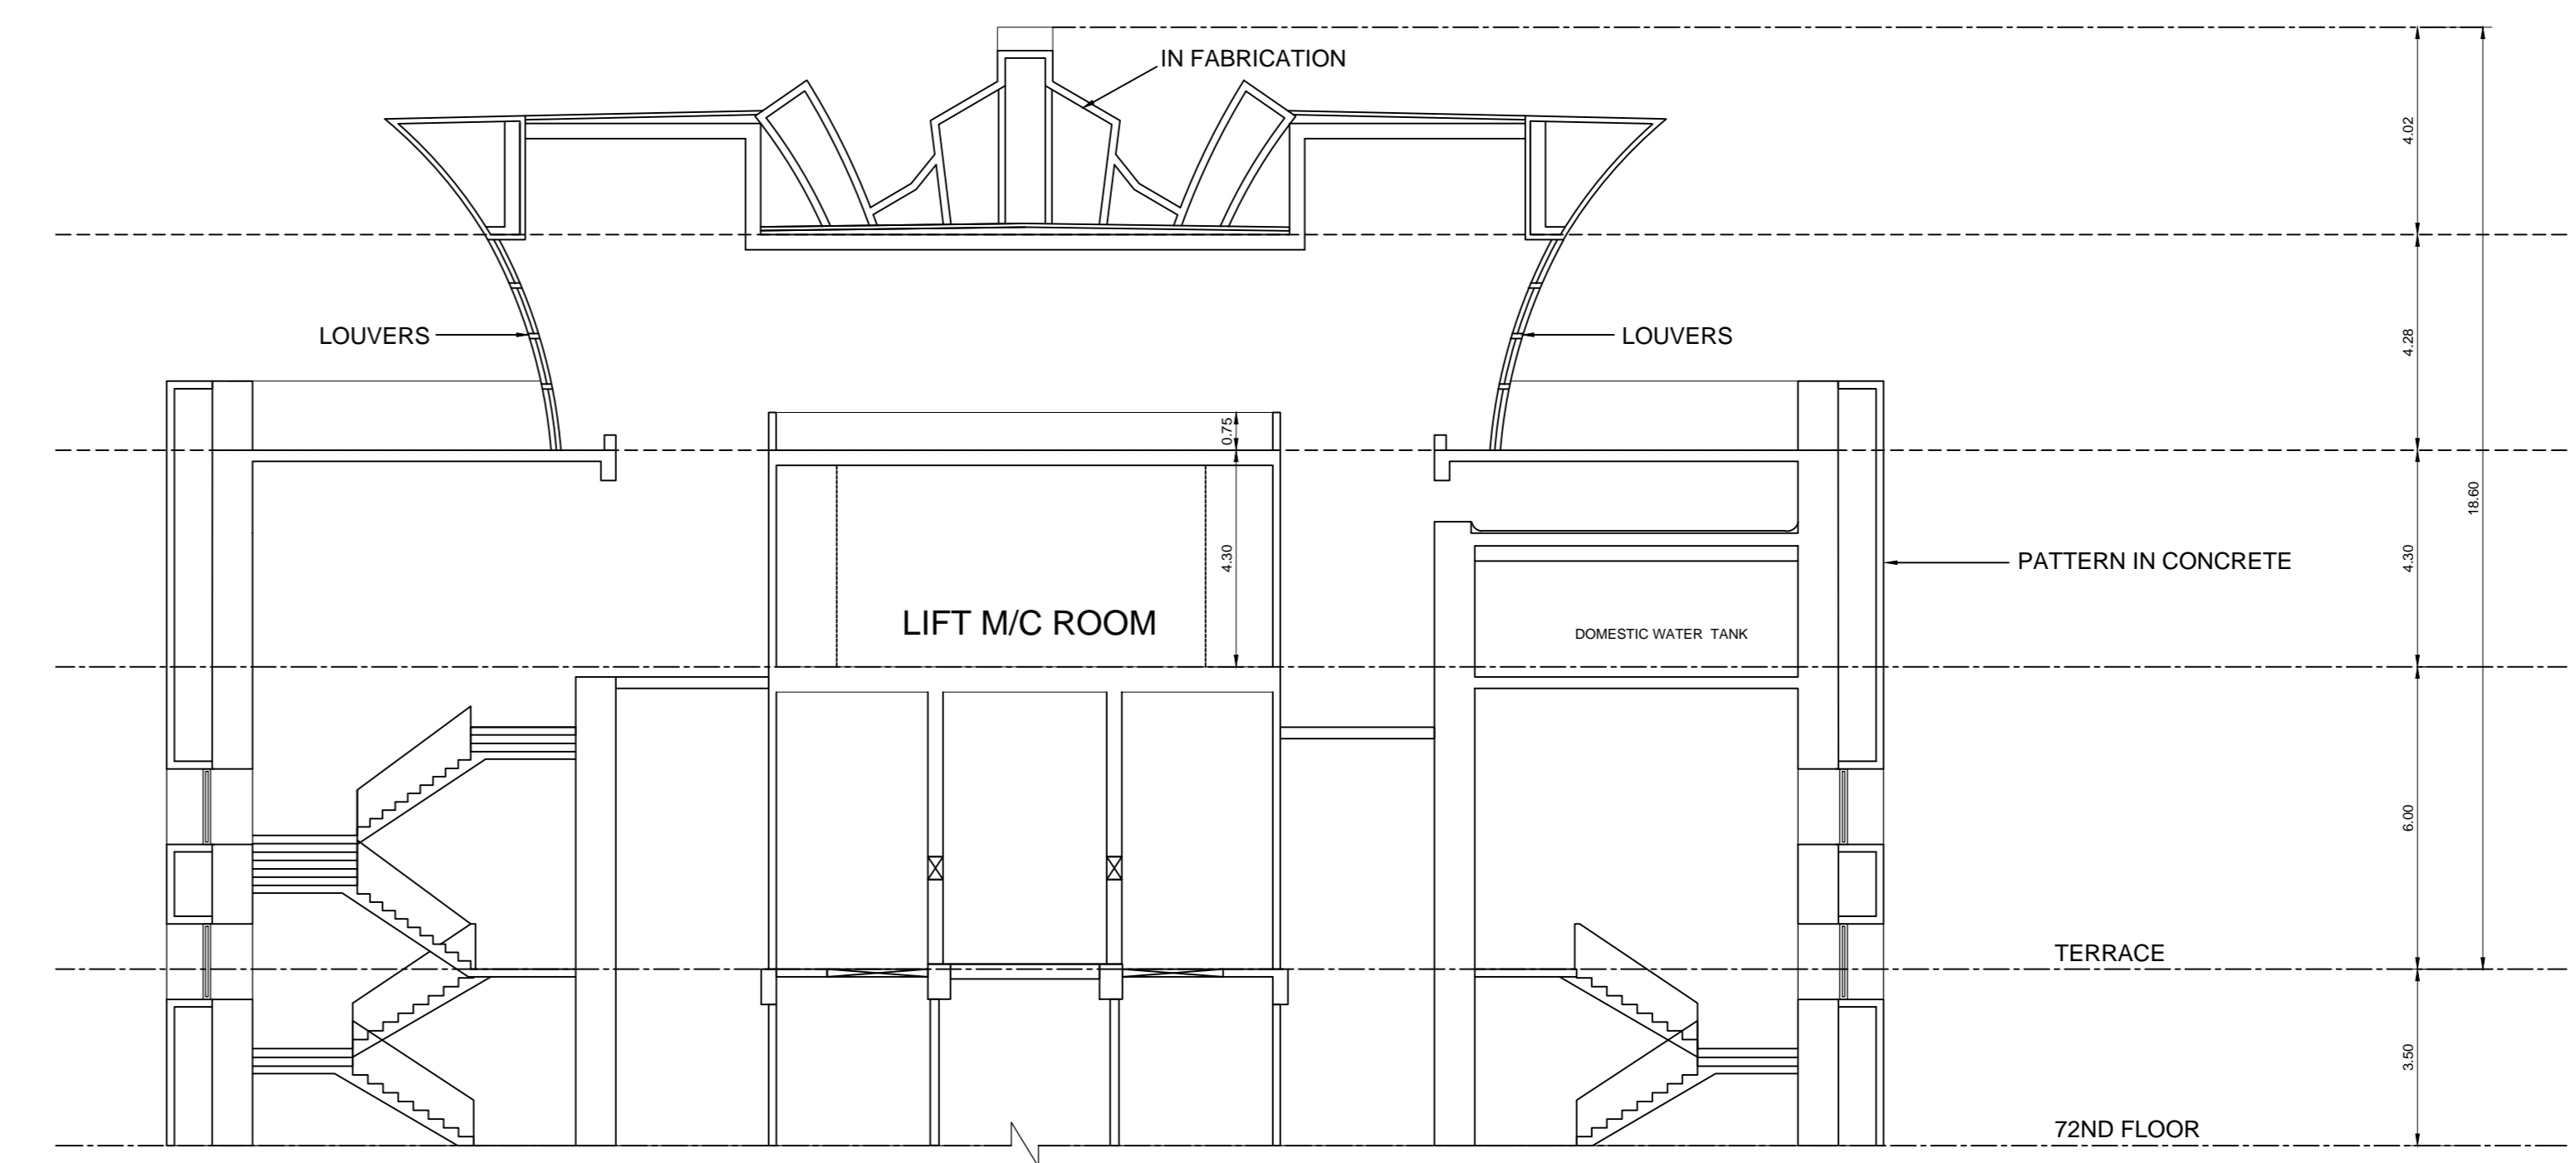 IN FABRICATION
4.02
LOUVERS
LOUVERS
4.28
0.75
18.60
4.30
4.30
PATTERN IN CONCRETE
LIFT M/C ROOM
DOMESTIC WATER TANK
6.00
TERRACE
3.50
72ND FLOOR